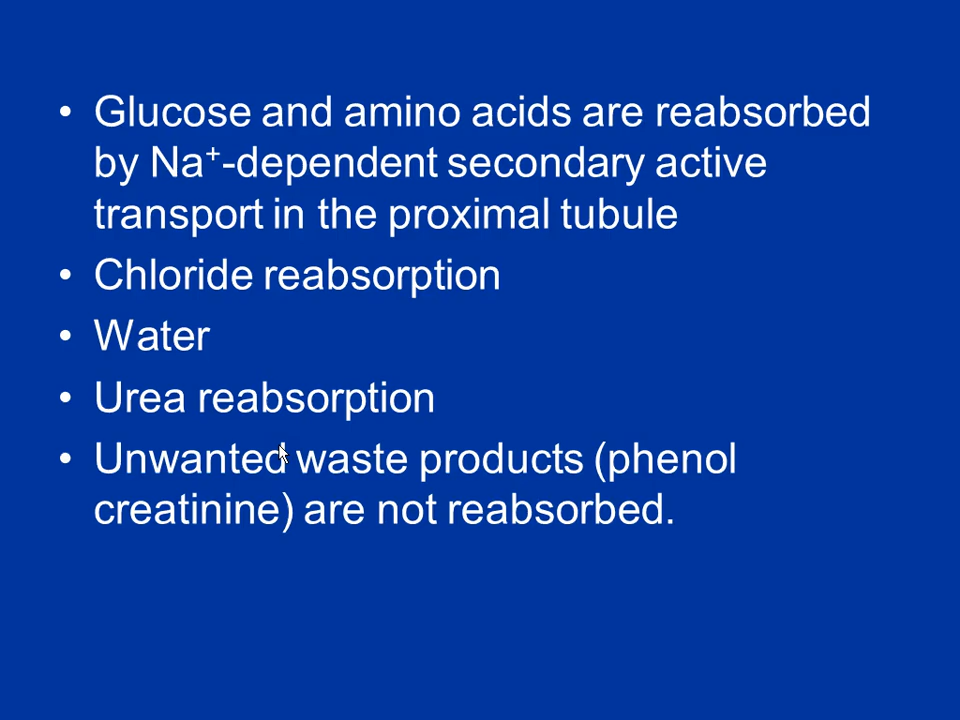 • Glucose and amino acids are reabsorbed
by Na⁺-dependent secondary active
transport in the proximal tubule
• Chloride reabsorption
• Water
• Urea reabsorption
• Unwanted waste products (phenol
creatinine) are not reabsorbed.